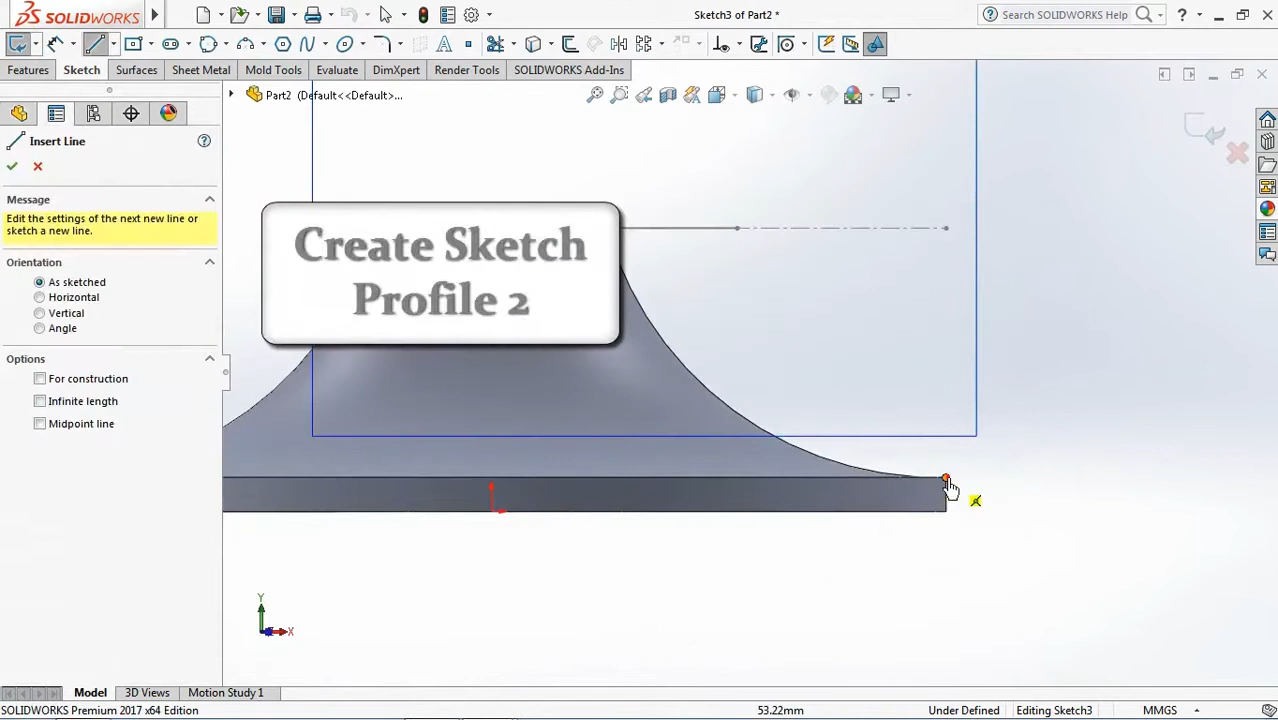 SOLIDWORKS
Sketch3 of Part2 *
Search SOLIDWORKS Help
Features
Sketch
Surfaces
Sheet Metal
Mold Tools
Evaluate
DimXpert
Render Tools
SOLIDWORKS Add-Ins
Part2 (Default<<Default>...
Insert Line
Message
Edit the settings of the next new line or
sketch a new line.
Orientation
As sketched
Horizontal
Vertical
Angle
Options
For construction
Infinite length
Midpoint line
Create Sketch
Profile 2
Y
X
Model
3D Views
Motion Study 1
SOLIDWORKS Premium 2017 x64 Edition
53.22mm
Under Defined
Editing Sketch3
MMGS